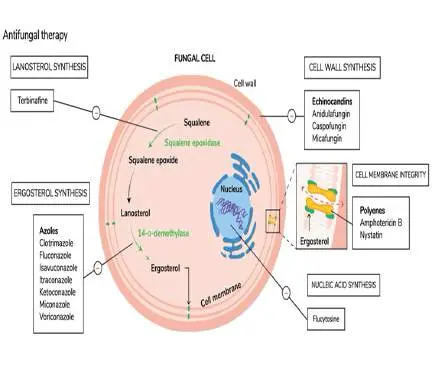 Antifungal therapy
LANOSTEROL SYNTHESIS
Terbinafine
ERGOSTEROL SYNTHESIS
Azoles
Clotrimazole
Fluconazole
Isavuconazole
Itraconazole
Ketoconazole
Miconazole
Voriconazole
FUNGAL CELL
Cell wall
Squalene
Squalene epoxidase
Squalene epoxide
Lanosterol
14-α-demethylase
Ergosterol
Cell membrane
Nucleus
CELL WALL SYNTHESIS
Echinocandins
Anidulafungin
Caspofungin
Micafungin
CELL MEMBRANE INTEGRITY
Ergosterol
Polyenes
Amphotericin B
Nystatin
NUCLEIC ACID SYNTHESIS
Flucytosine